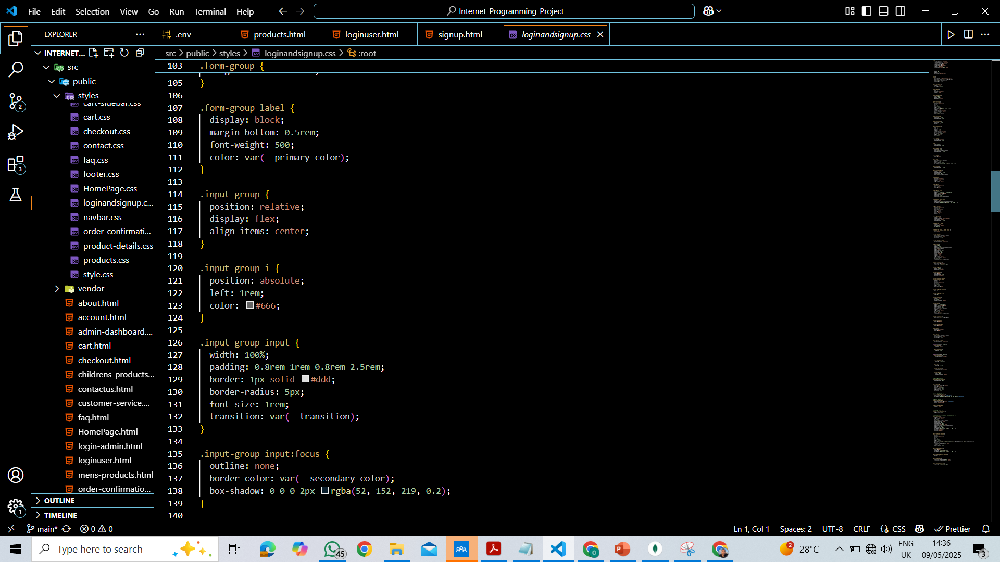 File Edit Selection View Go Run Terminal Help
Internet_Programming_Project
EXPLORER
.env
products.html
loginuser.html
signup.html
loginandsignup.css
INTERNET...
src > public > styles > loginandsignup.css > :root
src
public
styles
cart-sidebar.css
cart.css
checkout.css
contact.css
faq.css
footer.css
HomePage.css
loginandsignup.c...
navbar.css
order-confirmati...
product-details.css
products.css
style.css
vendor
about.html
account.html
admin-dashboard....
cart.html
checkout.html
childrens-products...
contactus.html
customer-service....
faq.html
HomePage.html
login-admin.html
loginuser.html
mens-products.html
order-confirmatio...
OUTLINE
TIMELINE
103 .form-group {
105 }
106
107 .form-group label {
108 display: block;
109 margin-bottom: 0.5rem;
110 font-weight: 500;
111 color: var(--primary-color);
112 }
113
114 .input-group {
115 position: relative;
116 display: flex;
117 align-items: center;
118 }
119
120 .input-group i {
121 position: absolute;
122 left: 1rem;
123 color: #666;
124 }
125
126 .input-group input {
127 width: 100%;
128 padding: 0.8rem 1rem 0.8rem 2.5rem;
129 border: 1px solid #ddd;
130 border-radius: 5px;
131 font-size: 1rem;
132 transition: var(--transition);
133 }
134
135 .input-group input:focus {
136 outline: none;
137 border-color: var(--secondary-color);
138 box-shadow: 0 0 0 2px rgba(52, 152, 219, 0.2);
139 }
140
2
3
1
main* 0 0
Ln 1, Col 1 Spaces: 2 UTF-8 CRLF CSS Prettier
Type here to search
45
2
28°C
ENG
UK
14:36
09/05/2025
3